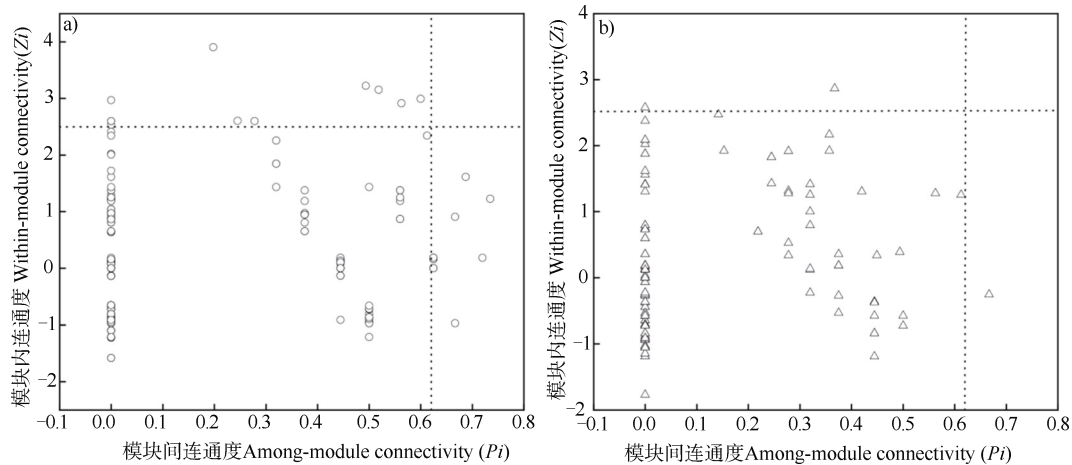 a)
模块内连通度 Within-module connectivity(Zi)
4
3
2
1
0
−1
−2
−0.1 0.0 0.1 0.2 0.3 0.4 0.5 0.6 0.7 0.8
模块间连通度Among-module connectivity (Pi)
b)
模块内连通度 Within-module connectivity(Zi)
4
3
2
1
0
−1
−2
−0.1 0.0 0.1 0.2 0.3 0.4 0.5 0.6 0.7 0.8
模块间连通度Among-module connectivity (Pi)